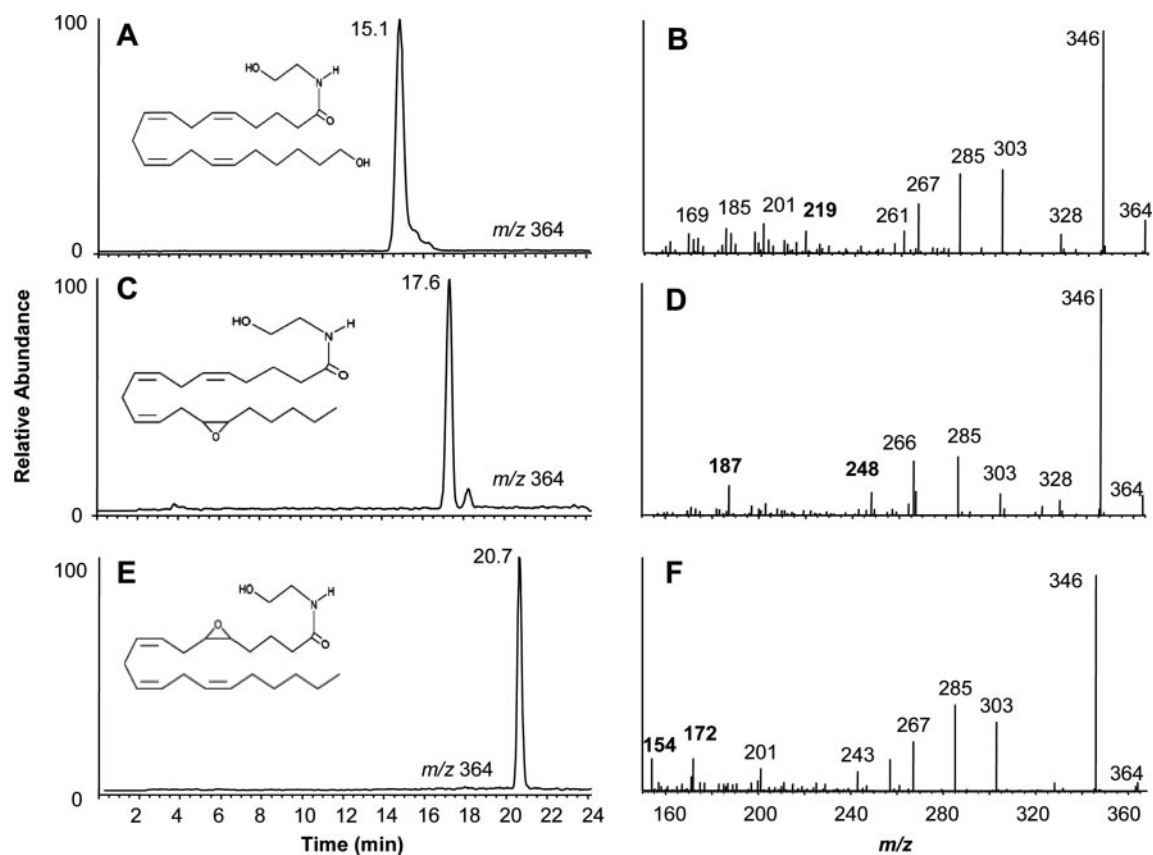 Relative Abundance
A
100
0
15.1
HO
N
H
O
OH
m/z 364
B
346
303
285
267
261
219
201
185
169
328
364
C
100
0
17.6
HO
N
H
O
O
m/z 364
D
346
285
266
248
187
303
328
364
E
100
0
20.7
HO
N
H
O
O
m/z 364
2 4 6 8 10 12 14 16 18 20 22 24
Time (min)
F
346
285
303
267
243
201
172
154
364
160 200 240 280 320 360
m/z